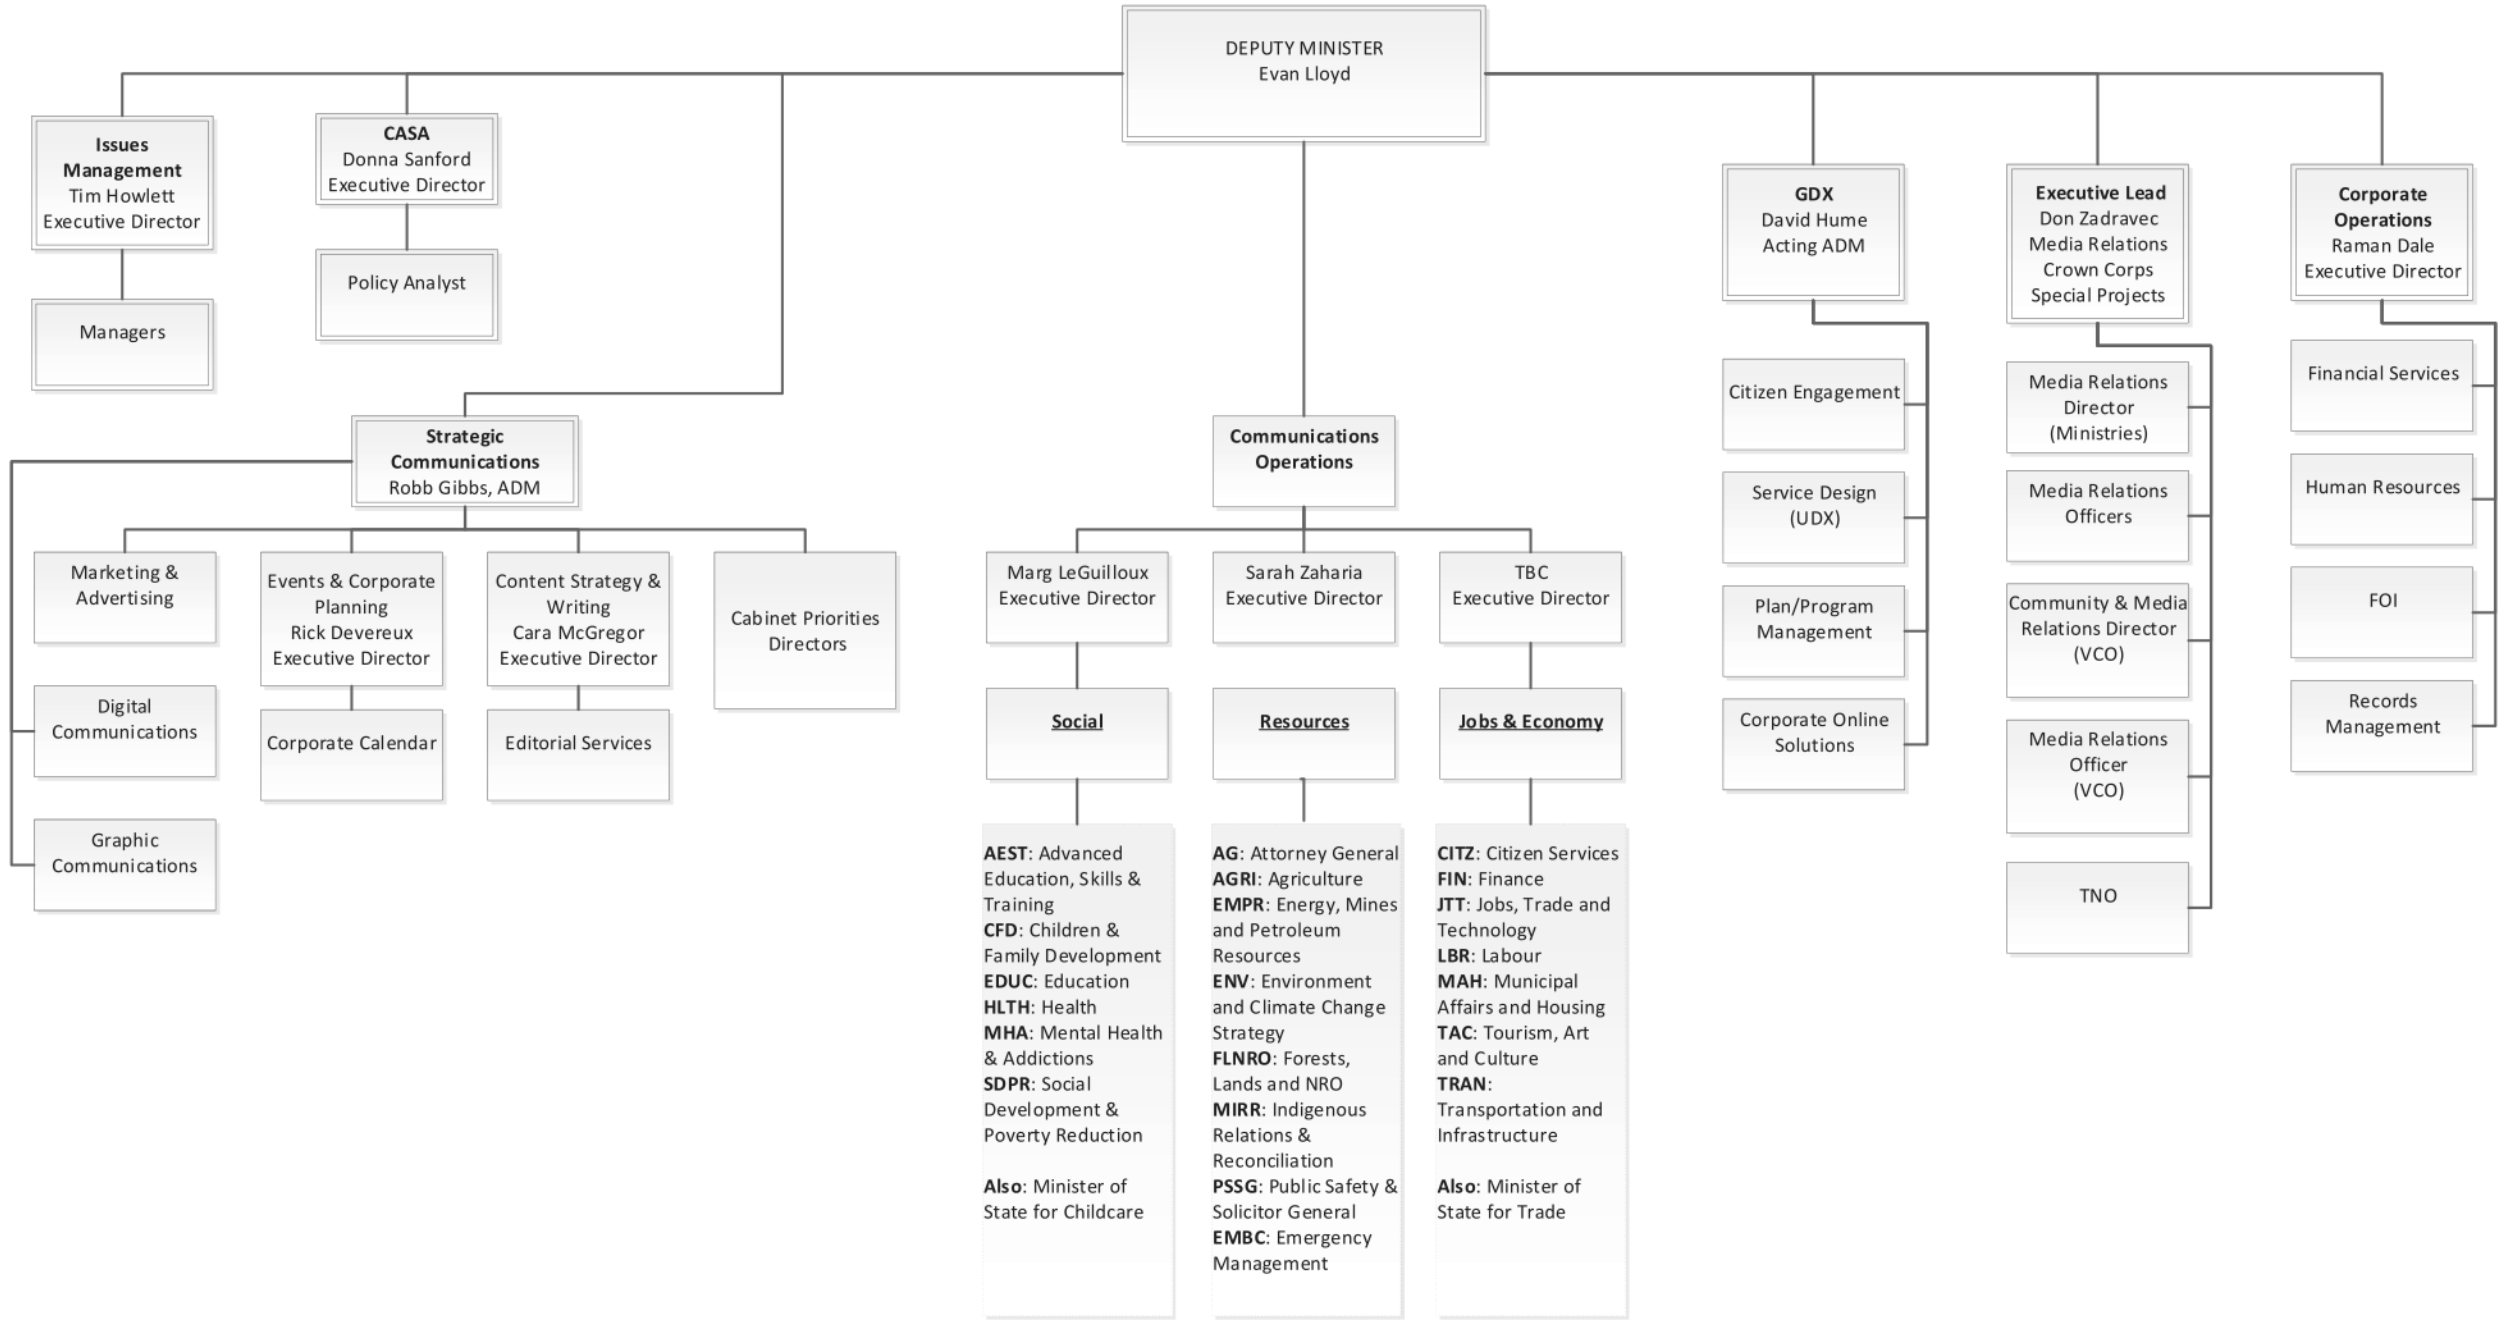 DEPUTY MINISTER
Evan Lloyd
Issues
Management
Tim Howlett
Executive Director
Managers
CASA
Donna Sanford
Executive Director
Policy Analyst
Strategic
Communications
Robb Gibbs, ADM
Marketing &
Advertising
Digital
Communications
Graphic
Communications
Events & Corporate
Planning
Rick Devereux
Executive Director
Corporate Calendar
Content Strategy &
Writing
Cara McGregor
Executive Director
Editorial Services
Cabinet Priorities
Directors
Communications
Operations
Marg LeGuilloux
Executive Director
Social
AEST: Advanced
Education, Skills &
Training
CFD: Children &
Family Development
EDUC: Education
HLTH: Health
MHA: Mental Health
& Addictions
SDPR: Social
Development &
Poverty Reduction
Also: Minister of
State for Childcare
Sarah Zaharia
Executive Director
Resources
AG: Attorney General
AGRI: Agriculture
EMPR: Energy, Mines
and Petroleum
Resources
ENV: Environment
and Climate Change
Strategy
FLNRO: Forests,
Lands and NRO
MIRR: Indigenous
Relations &
Reconciliation
PSSG: Public Safety &
Solicitor General
EMBC: Emergency
Management
TBC
Executive Director
Jobs & Economy
CITZ: Citizen Services
FIN: Finance
JTT: Jobs, Trade and
Technology
LBR: Labour
MAH: Municipal
Affairs and Housing
TAC: Tourism, Art
and Culture
TRAN:
Transportation and
Infrastructure
Also: Minister of
State for Trade
GDX
David Hume
Acting ADM
Citizen Engagement
Service Design
(UDX)
Plan/Program
Management
Corporate Online
Solutions
Executive Lead
Don Zadravec
Media Relations
Crown Corps
Special Projects
Media Relations
Director
(Ministries)
Media Relations
Officers
Community & Media
Relations Director
(VCO)
Media Relations
Officer
(VCO)
TNO
Corporate
Operations
Raman Dale
Executive Director
Financial Services
Human Resources
FOI
Records
Management